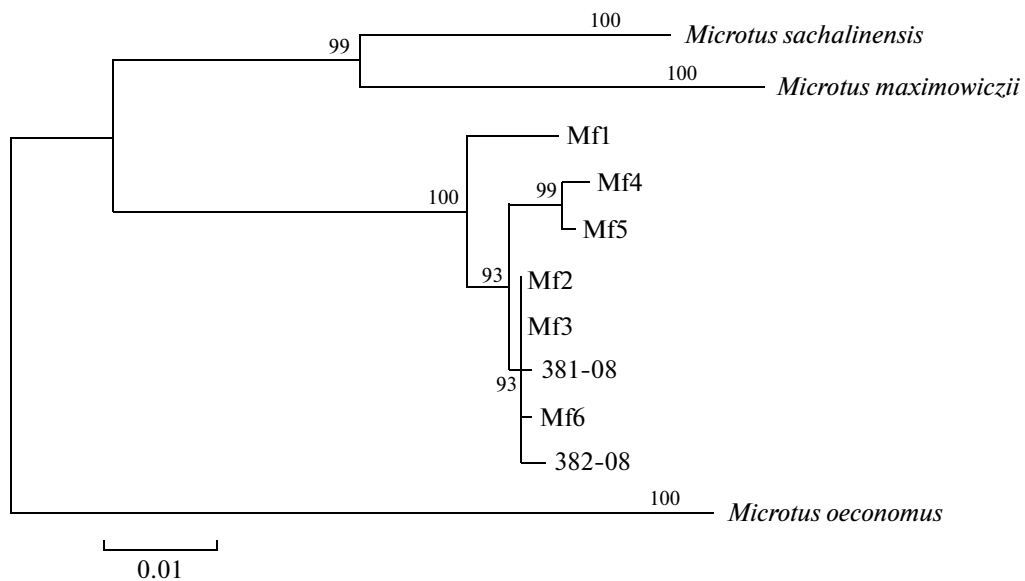 100
Microtus sachalinensis
99
100
Microtus maximowiczii
Mf1
Mf4
99
100
Mf5
93
Mf2
Mf3
381-08
93
Mf6
382-08
100
Microtus oeconomus
0.01